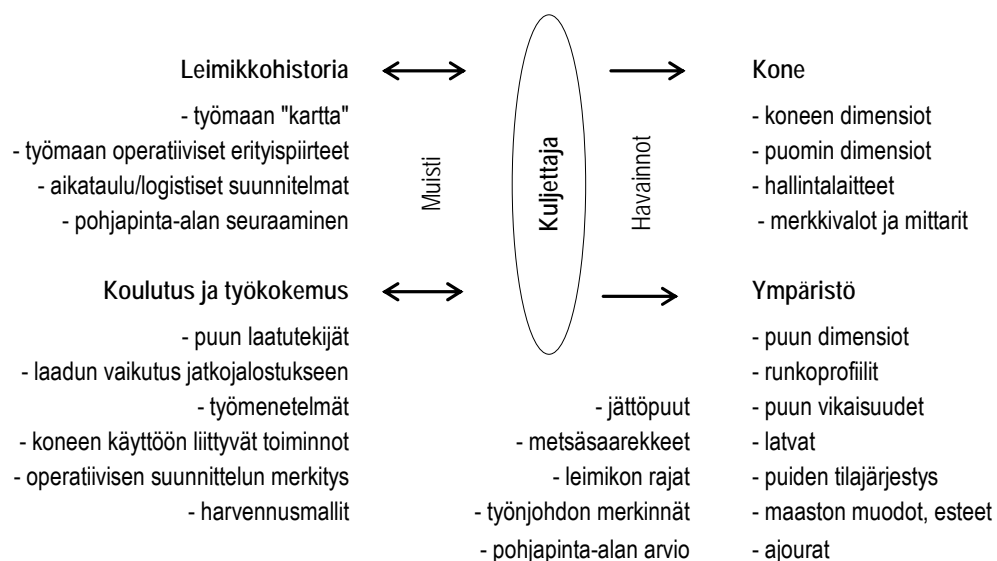 Leimikkohistoria
- työmaan "kartta"
- työmaan operatiiviset erityispiirteet
- aikataulu/logistiset suunnitelmat
- pohjapinta-alan seuraaminen
Koulutus ja työkokemus
- puun laatutekijät
- laadun vaikutus jatkojalostukseen
- työmenetelmät
- koneen käyttöön liittyvät toiminnot
- operatiivisen suunnittelun merkitys
- harvennusmallit
Muisti
Kuljettaja
Havainnot
Kone
- koneen dimensiot
- puomin dimensiot
- hallintalaitteet
- merkkivalot ja mittarit
Ympäristö
- puun dimensiot
- runkoprofiilit
- puun vikaisuudet
- latvat
- puiden tilajärjestys
- maaston muodot, esteet
- ajourat
- jättöpuut
- metsäsaarekkeet
- leimikon rajat
- työnjohdon merkinnät
- pohjapinta-alan arvio